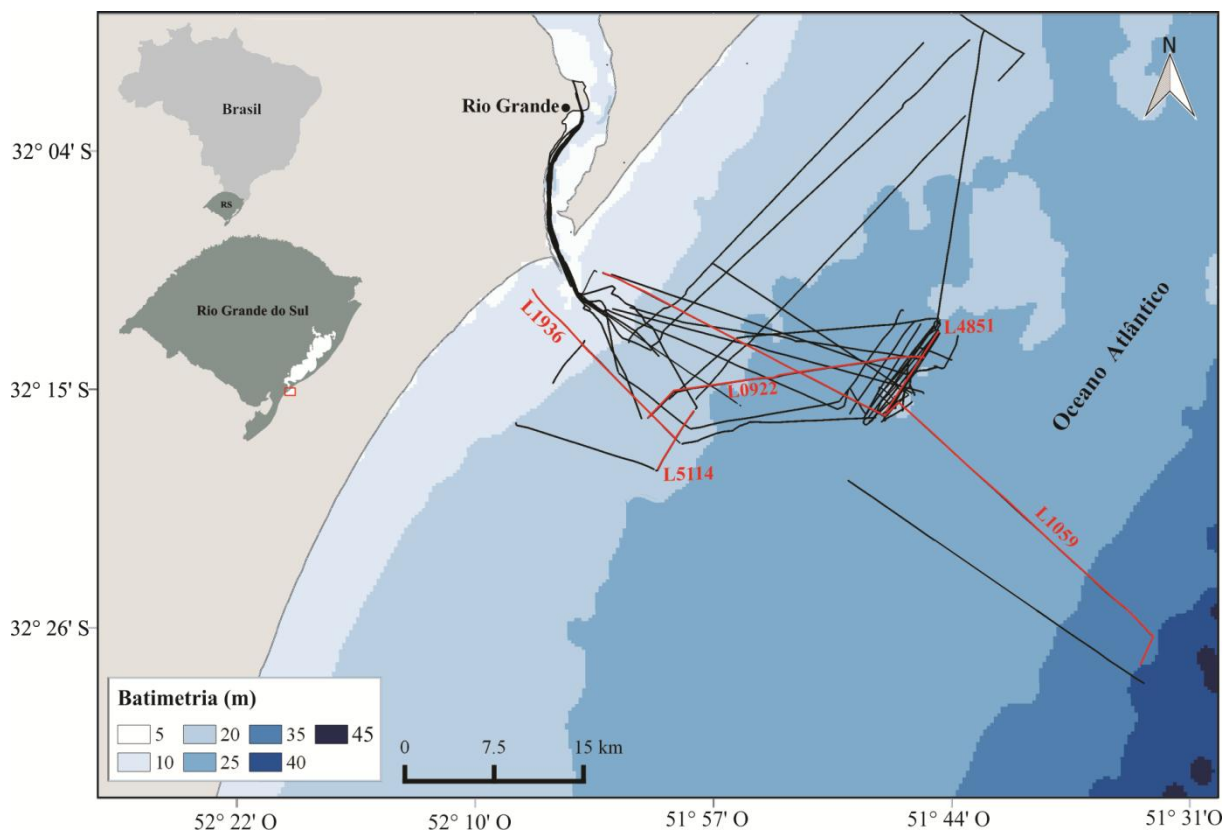 N
Brasil
RS
Rio Grande do Sul
Rio Grande
32° 04' S
32° 15' S
32° 26' S
L1936
L0922
L4851
L5114
L1059
Oceano Atlântico
Batimetria (m)
5 20 35 45
10 25 40
0 7.5 15 km
52° 22' O 52° 10' O 51° 57' O 51° 44' O 51° 31' O